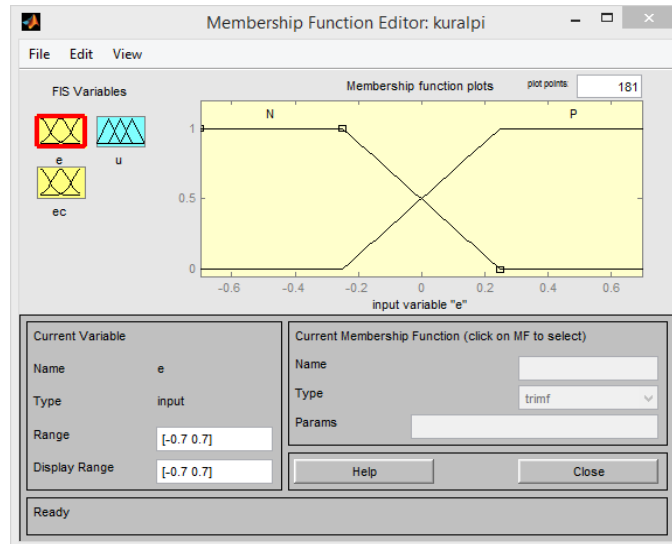 Membership Function Editor: kuralpi
File Edit View
FIS Variables
e
u
ec
Membership function plots
plot points:
181
N
P
1
0.5
0
-0.6 -0.4 -0.2 0 0.2 0.4 0.6
input variable "e"
Current Variable
Name e
Type input
Range [-0.7 0.7]
Display Range [-0.7 0.7]
Current Membership Function (click on MF to select)
Name
Type trimf
Params
Help Close
Ready